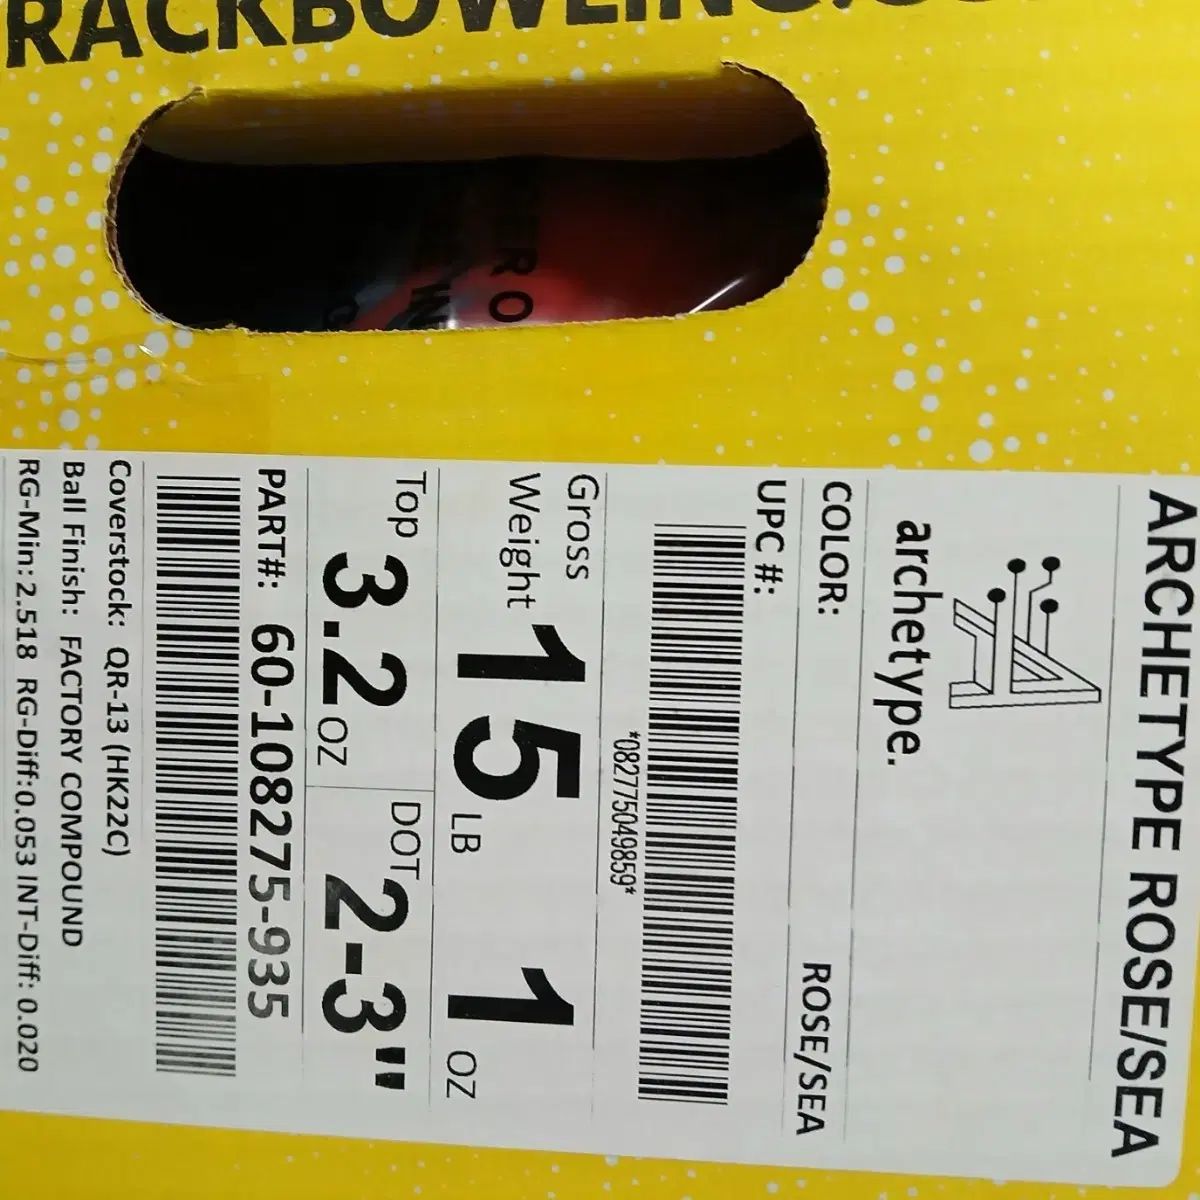 RACKBOWLING.CO
ARCHETYPE ROSE/SEA
archetype.
COLOR: ROSE/SEA
UPC #:
*082775049859*
Gross Weight 15 LB 1 OZ
Top 3.2 OZ DOT 2-3"
PART#: 60-108275-935
Coverstock: QR-13 (HK22C)
Ball Finish: FACTORY COMPOUND
RG-Min: 2.518 RG-Diff:0.053 INT-Diff: 0.020